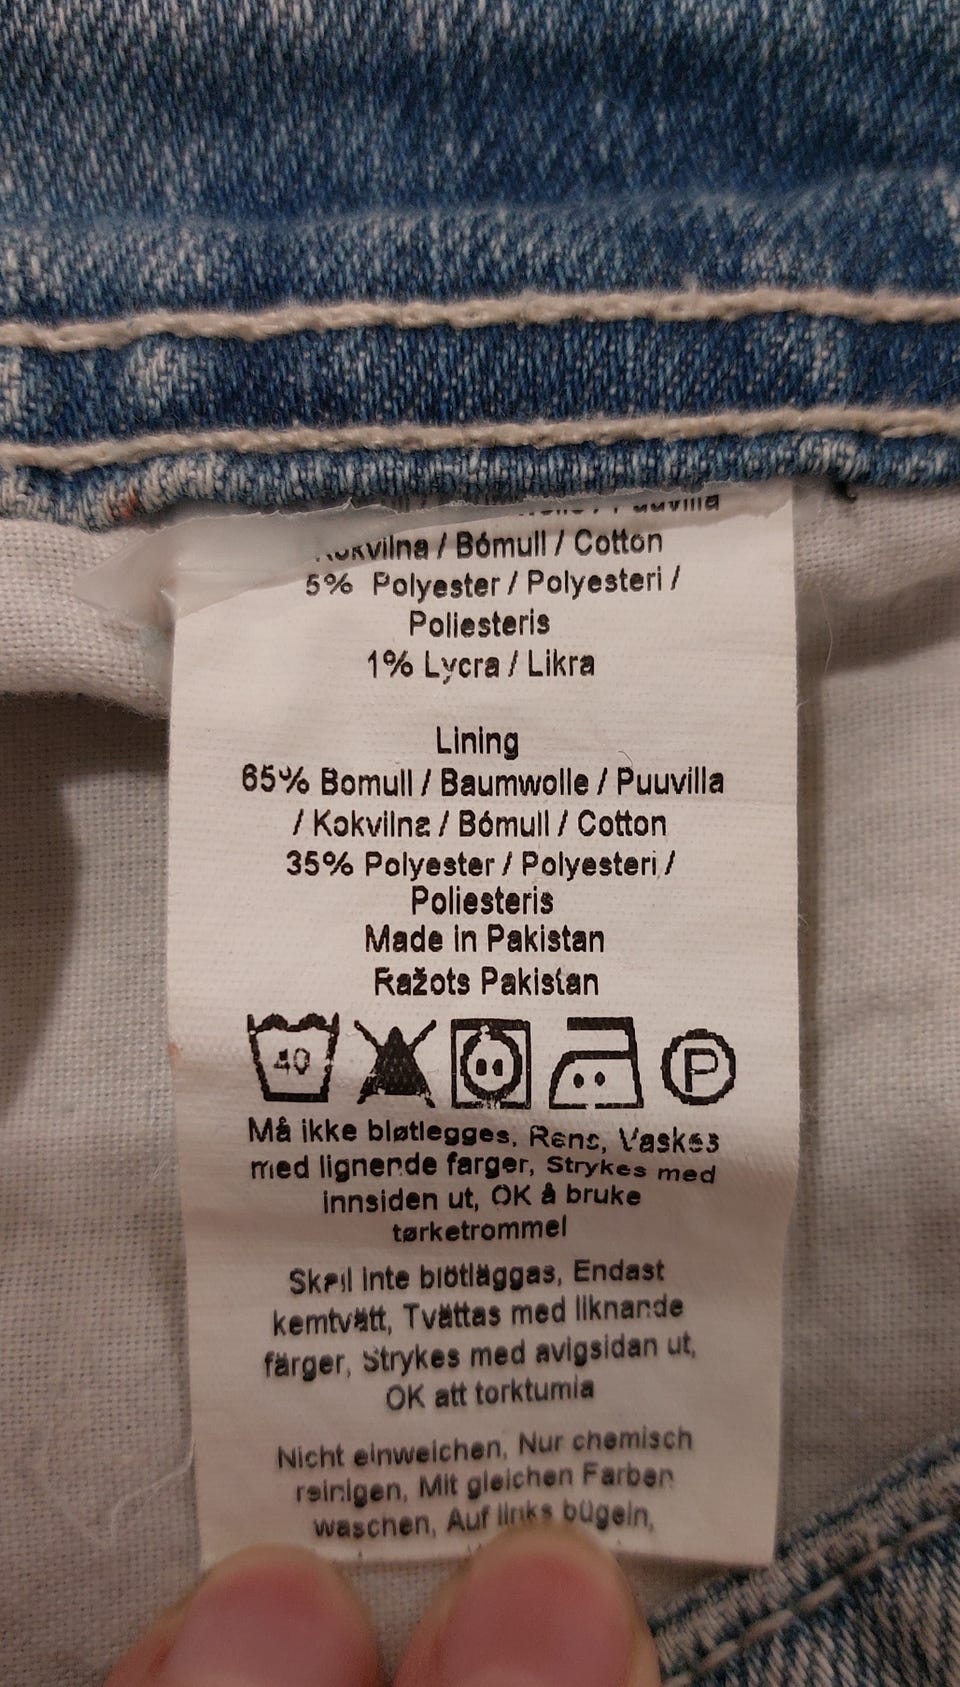 / Puuvilla
Kokvilna / Bómull / Cotton
5% Polyester / Polyesteri /
Poliesteris
1% Lycra / Likra
Lining
65% Bomull / Baumwolle / Puuvilla
/ Kokvilna / Bómull / Cotton
35% Polyester / Polyesteri /
Poliesteris
Made in Pakistan
Ražots Pakistan
40 P
Må ikke bløtlegges, Rens, Vaskes
med lignende farger, Strykes med
innsiden ut, OK å bruke
tørketrommel
Skall inte blötläggas, Endast
kemtvätt, Tvättas med liknande
färger, Strykes med avigsidan ut,
OK att torktumla
Nicht einweichen, Nur chemisch
reinigen, Mit gleichen Farben
waschen, Auf links bügeln,